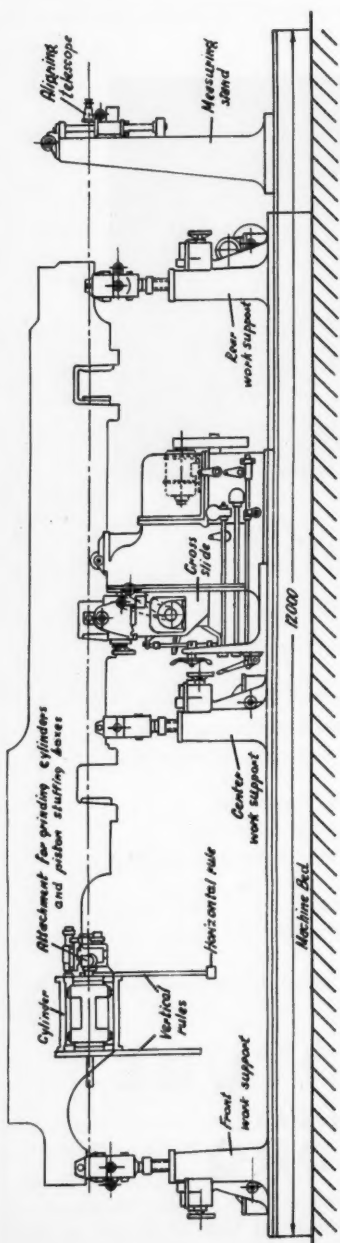 Aligning
telescope
Measuring
stand
Rear
work support
Cross
slide
Center
work support
Attachment for grinding cylinders
and piston stuffing boxes
Horizontal rule
Cylinder
Vertical
rules
Front
work support
12000
Machine Bed